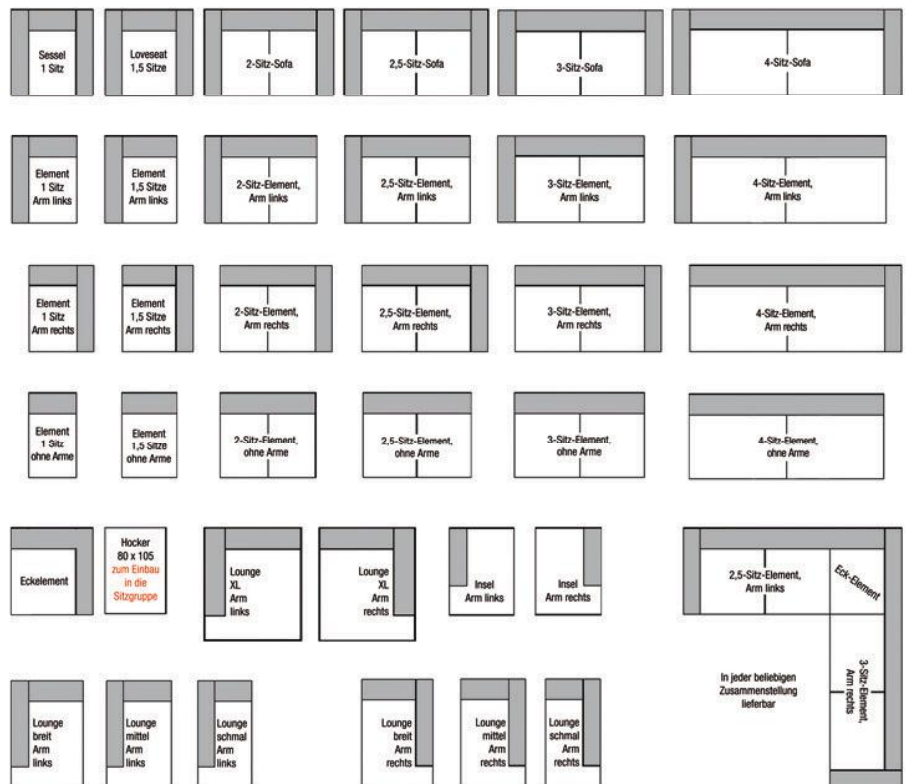 Sessel
1 Sitz
Loveseat
1,5 Sitze
2-Sitz-Sofa
2,5-Sitz-Sofa
3-Sitz-Sofa
4-Sitz-Sofa
Element
1 Sitz
Arm links
Element
1,5 Sitze
Arm links
2-Sitz-Element,
Arm links
2,5-Sitz-Element,
Arm links
3-Sitz-Element,
Arm links
4-Sitz-Element,
Arm links
Element
1 Sitz
Arm rechts
Element
1,5 Sitze
Arm rechts
2-Sitz-Element,
Arm rechts
2,5-Sitz-Element,
Arm rechts
3-Sitz-Element,
Arm rechts
4-Sitz-Element,
Arm rechts
Element
1 Sitz
ohne Arme
Element
1,5 Sitze
ohne Arme
2-Sitz-Element,
ohne Arme
2,5-Sitz-Element,
ohne Arme
3-Sitz-Element,
ohne Arme
4-Sitz-Element,
ohne Arme
Eckelement
Hocker
80 x 105
zum Einbau
in die
Sitzgruppe
Lounge
XL
Arm
links
Lounge
XL
Arm
rechts
Insel
Arm links
Insel
Arm rechts
2,5-Sitz-Element,
Arm links
Eck-Element
3-Sitz-Element,
Arm rechts
In jeder beliebigen
Zusammenstellung
lieferbar
Lounge
breit
Arm
links
Lounge
mittel
Arm
links
Lounge
schmal
Arm
links
Lounge
breit
Arm
rechts
Lounge
mittel
Arm
rechts
Lounge
schmal
Arm
rechts